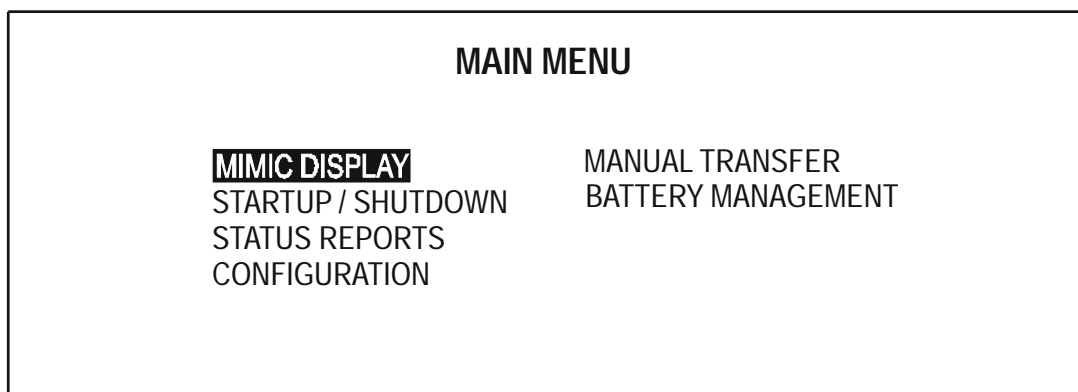 MAIN MENU
MIMIC DISPLAY
STARTUP / SHUTDOWN
STATUS REPORTS
CONFIGURATION
MANUAL TRANSFER
BATTERY MANAGEMENT